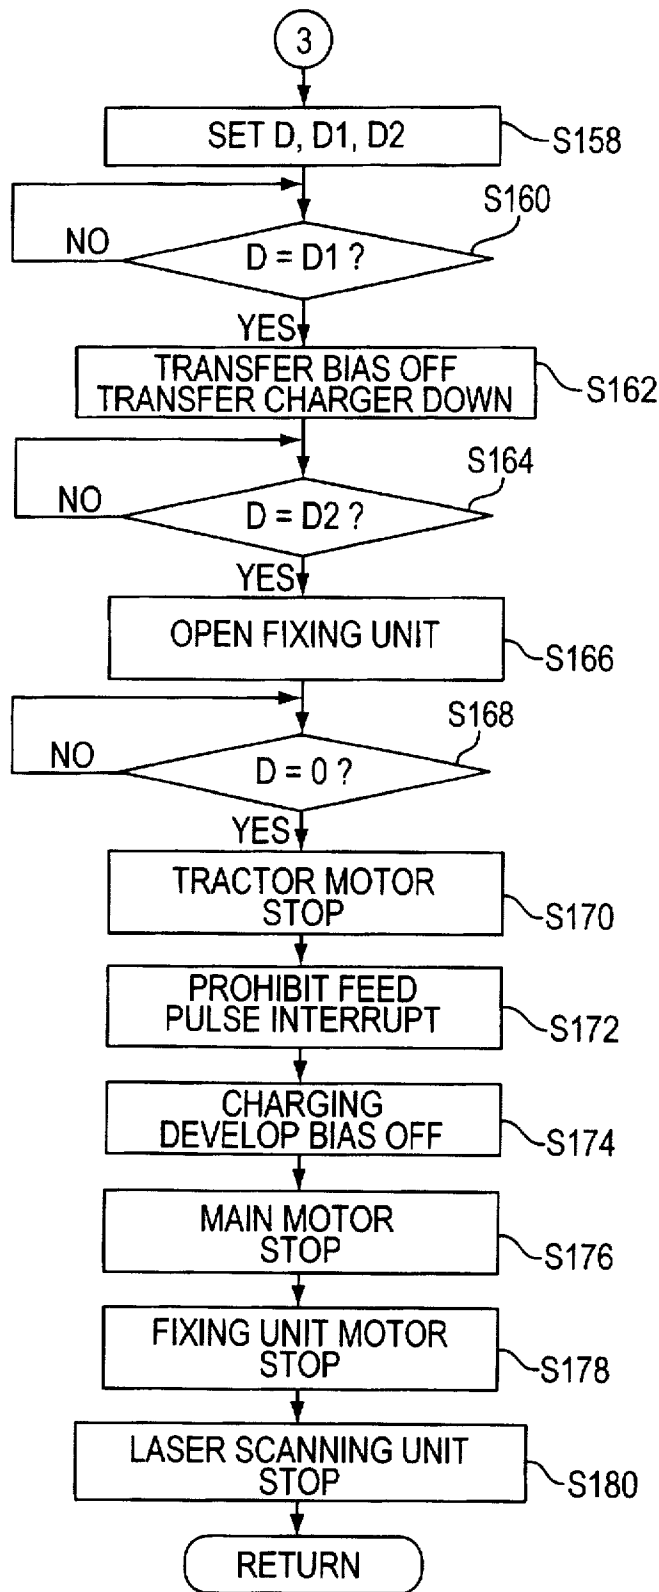 3
SET D, D1, D2
S158
S160
NO
D = D1 ?
YES
TRANSFER BIAS OFF
TRANSFER CHARGER DOWN
S162
S164
NO
D = D2 ?
YES
OPEN FIXING UNIT
S166
S168
NO
D = 0 ?
YES
TRACTOR MOTOR
STOP
S170
PROHIBIT FEED
PULSE INTERRUPT
S172
CHARGING
DEVELOP BIAS OFF
S174
MAIN MOTOR
STOP
S176
FIXING UNIT MOTOR
STOP
S178
LASER SCANNING UNIT
STOP
S180
RETURN